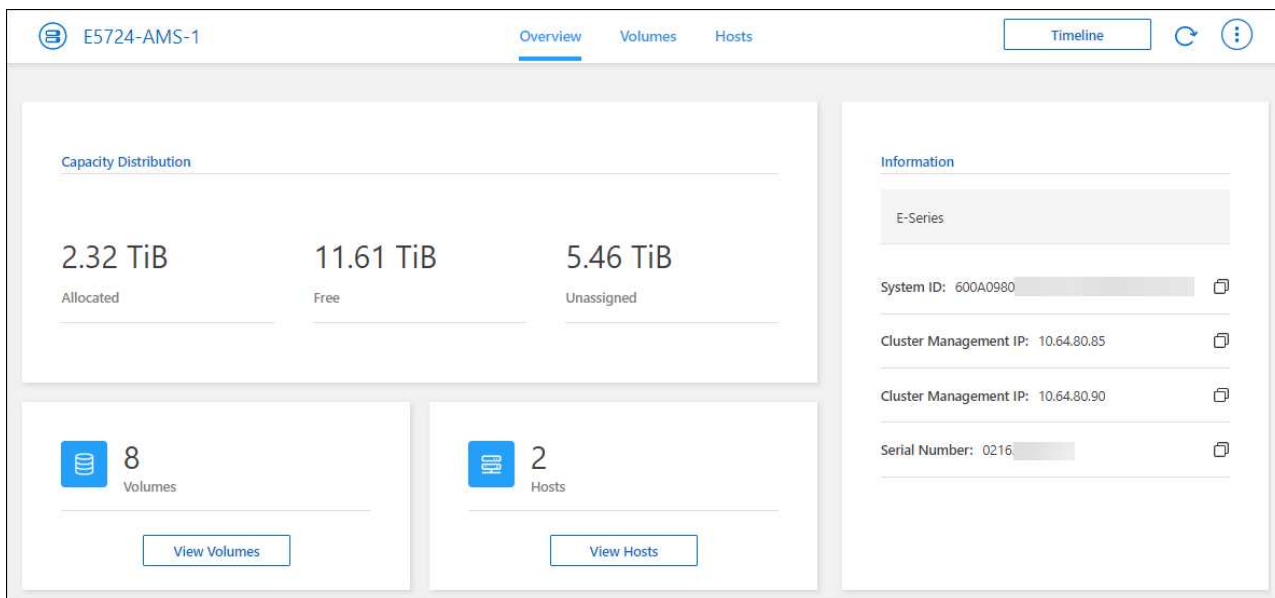 E5724-AMS-1
Overview Volumes Hosts
Timeline
Capacity Distribution
2.32 TiB 11.61 TiB 5.46 TiB
Allocated Free Unassigned
8
Volumes
View Volumes
2
Hosts
View Hosts
Information
E-Series
System ID: 600A0980
Cluster Management IP: 10.64.80.85
Cluster Management IP: 10.64.80.90
Serial Number: 0216